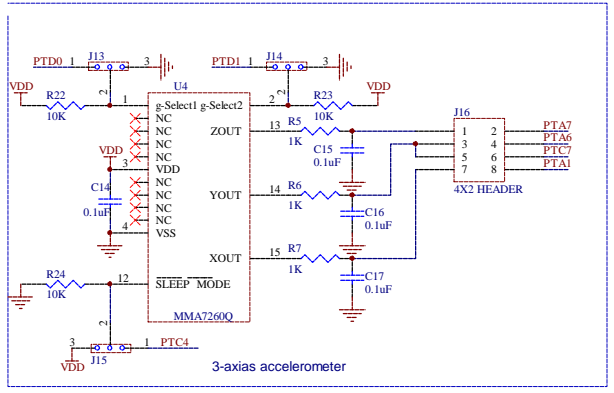 PTD0 1 J13 3
2
PTD1 1 J14 3
2
VDD R22 10K
U4
1 g-Select1 g-Select2 2
R23 10K VDD
NC
NC
NC
NC
VDD 3 VDD
C14 0.1uF
NC
NC
NC
NC
4 VSS
ZOUT 13 R5 1K
C15 0.1uF
YOUT 14 R6 1K
C16 0.1uF
XOUT 15 R7 1K
C17 0.1uF
J16
1 2 PTA7
3 4 PTA6
5 6 PTC7
7 8 PTA1
4X2 HEADER
R24 10K
12 SLEEP MODE
MMA7260Q
2
3 J15 1 PTC4
VDD
3-axias accelerometer